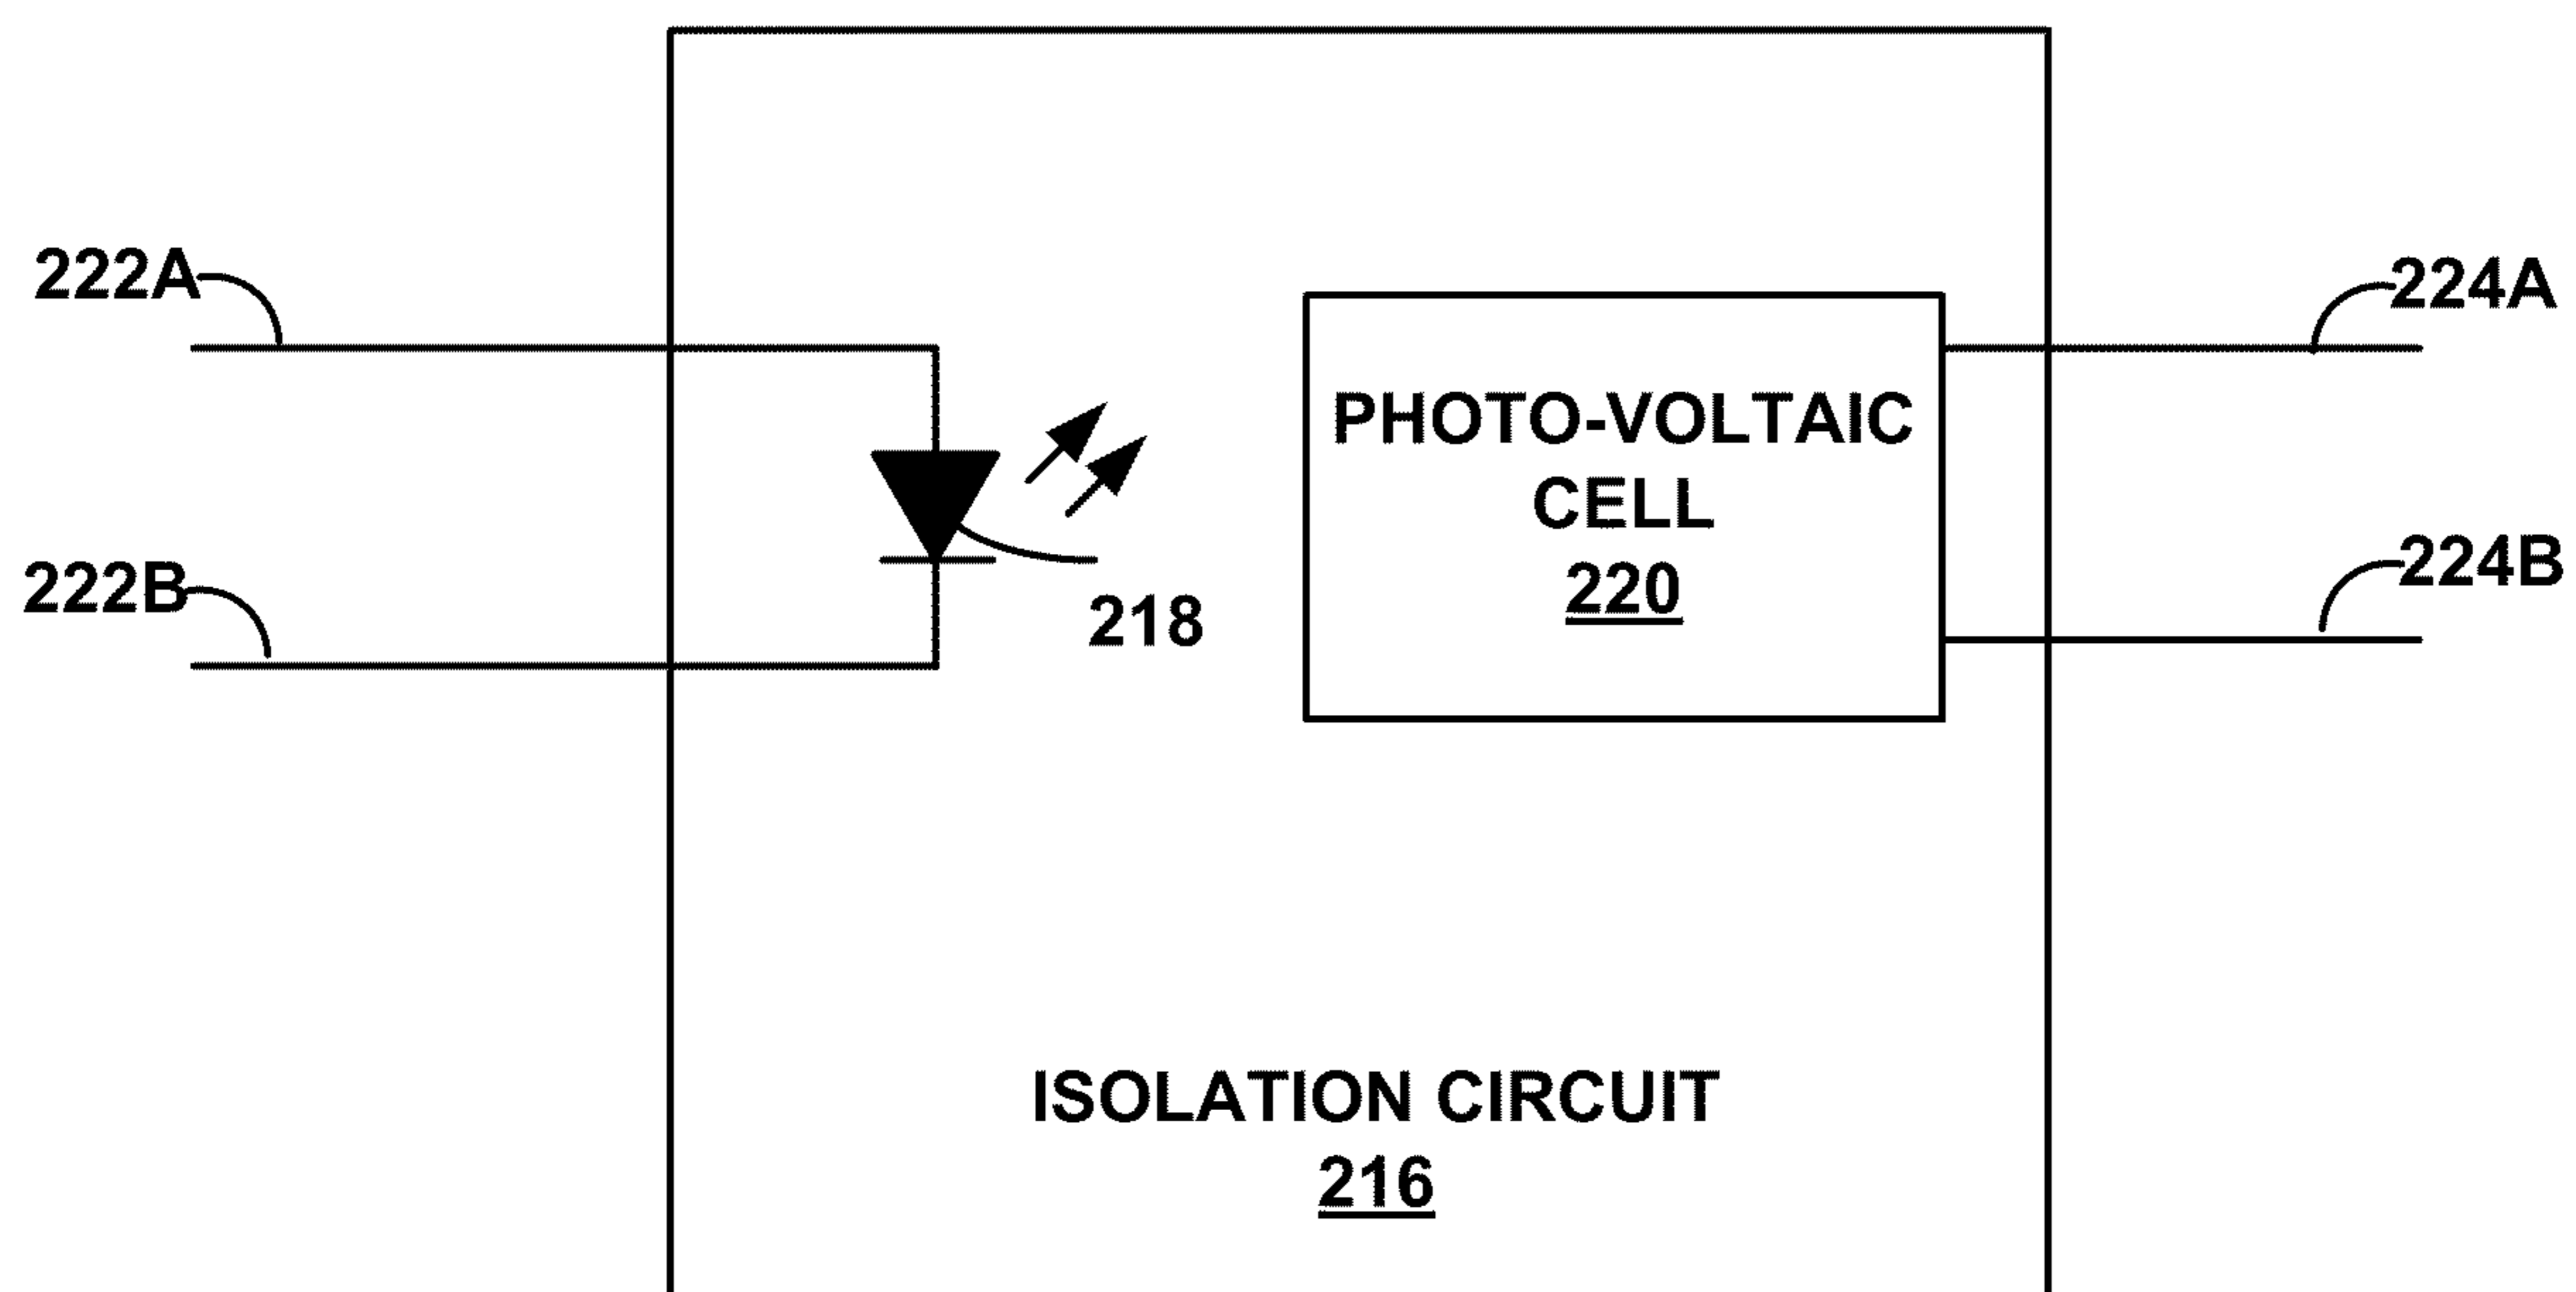 222A
224A
PHOTO-VOLTAIC
CELL
220
222B
218
224B
ISOLATION CIRCUIT
216